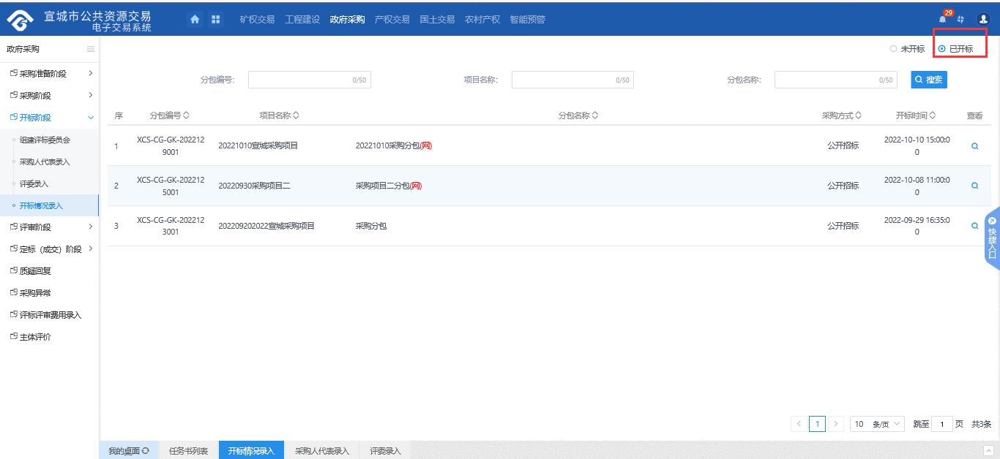 宣城市公共资源交易
电子交易系统
矿权交易 工程建设 政府采购 产权交易 国土交易 农村产权 智能预警
29
政府采购
未开标 已开标
采购准备阶段
采购阶段
开标阶段
组建评标委员会
采购人代表录入
评委录入
开标情况录入
评审阶段
定标（成交）阶段
质疑回复
采购异常
评标评审费用录入
主体评价
分包编号: 0/50 项目名称: 0/50 分包名称: 0/50 搜索
序 分包编号 项目名称 分包名称 采购方式 开标时间 查看
1 XCS-CG-GK-202212 20221010宣城采购项目 20221010采购分包(网) 公开招标 2022-10-10 15:00:0
9001 0
2 XCS-CG-GK-202212 20220930采购项目二 采购项目二分包(网) 公开招标 2022-10-08 11:00:0
5001 0
3 XCS-CG-GK-202212 202209202022宣城采购项目 采购分包 公开招标 2022-09-29 16:35:0
3001 0
快捷入口
1 10 条/页 跳至 1 页 共3条
我的桌面 任务书列表 开标情况录入 采购人代表录入 评委录入